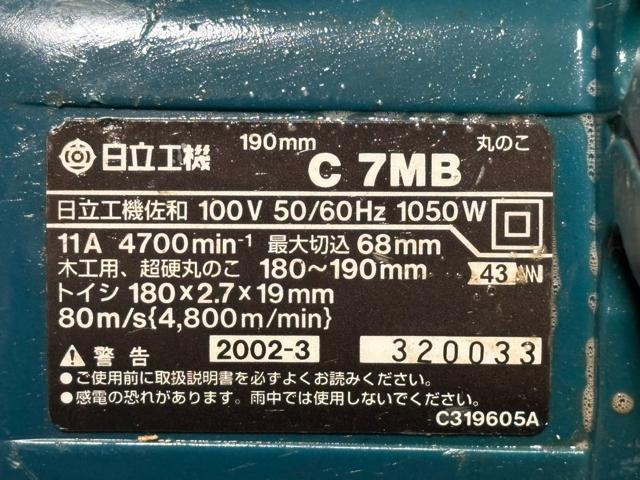 日立工機 190mm C 7MB 丸のこ
日立工機佐和 100V 50/60Hz 1050W
11A 4700min⁻¹ 最大切込 68mm
木工用、超硬丸のこ 180～190mm 43
トイシ 180×2.7×19mm
80m/s{4,800m/min}
警告 2002-3 320033
●ご使用前に取扱説明書を必ずよくお読みください。
●感電の恐れがあります。雨中では使用しないでください。
C319605A